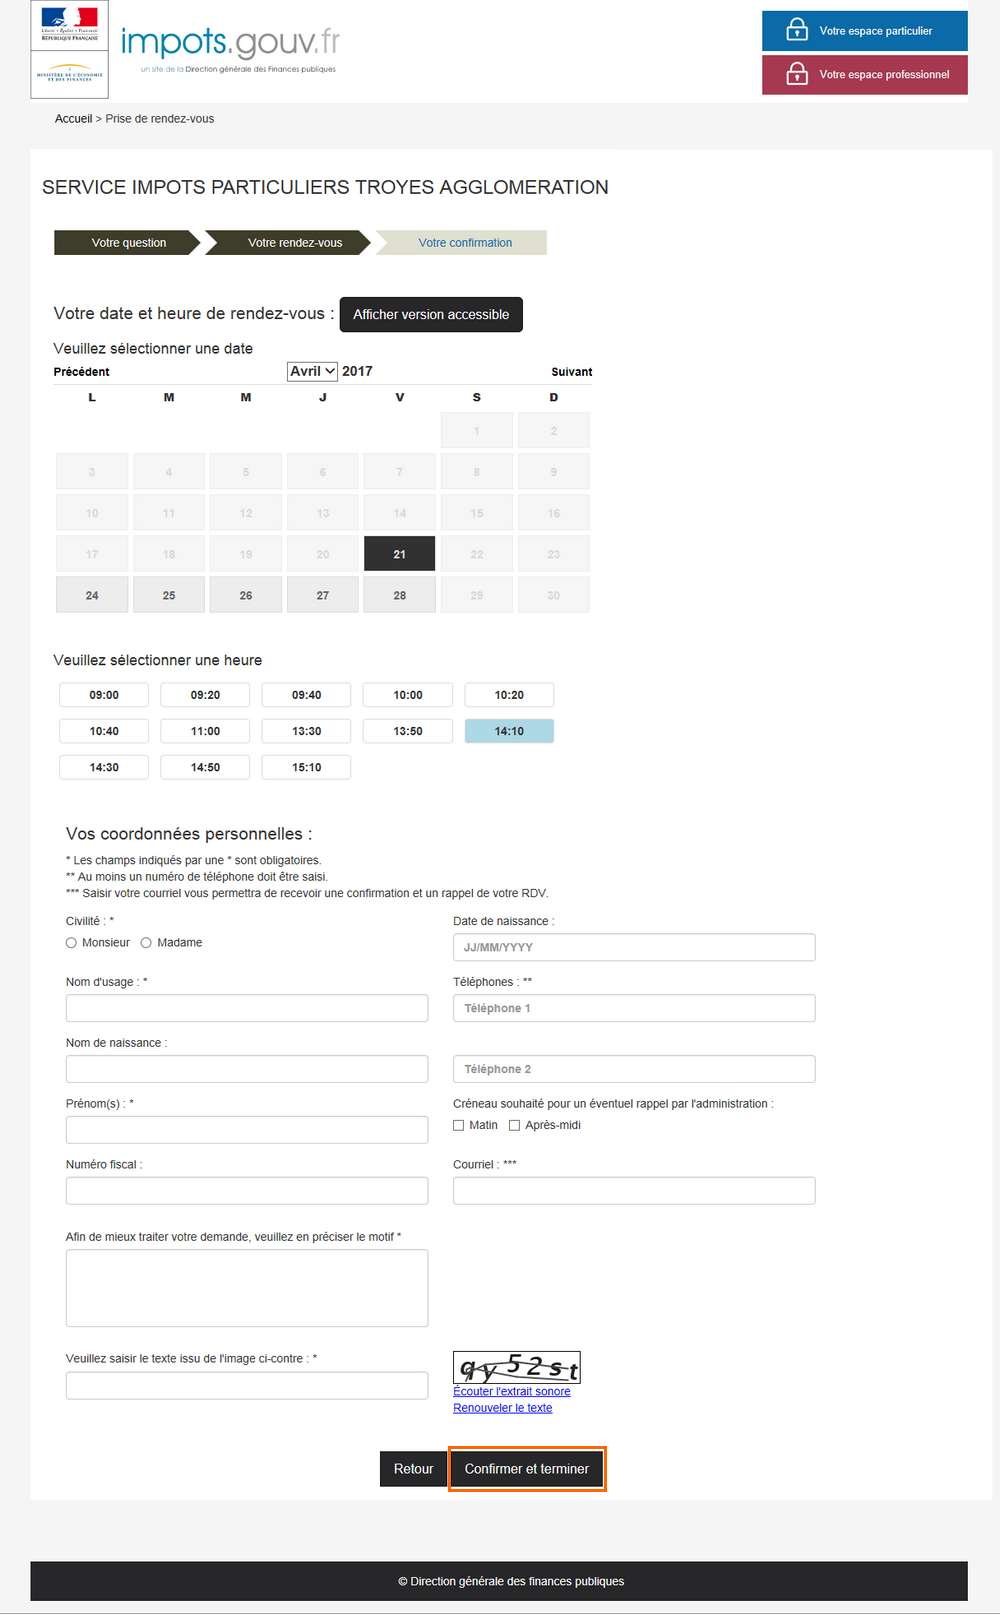 Liberté • Égalité • Fraternité
RÉPUBLIQUE FRANÇAISE
MINISTÈRE DE L'ÉCONOMIE
ET DES FINANCES
impots.gouv.fr
un site de la Direction générale des Finances publiques
Votre espace particulier
Votre espace professionnel
Accueil > Prise de rendez-vous
SERVICE IMPOTS PARTICULIERS TROYES AGGLOMERATION
Votre question Votre rendez-vous Votre confirmation
Votre date et heure de rendez-vous : Afficher version accessible
Veuillez sélectionner une date
Précédent Avril 2017 Suivant
L M M J V S D
1 2
3 4 5 6 7 8 9
10 11 12 13 14 15 16
17 18 19 20 21 22 23
24 25 26 27 28 29 30
Veuillez sélectionner une heure
09:00 09:20 09:40 10:00 10:20
10:40 11:00 13:30 13:50 14:10
14:30 14:50 15:10
Vos coordonnées personnelles :
* Les champs indiqués par une * sont obligatoires.
** Au moins un numéro de téléphone doit être saisi.
*** Saisir votre courriel vous permettra de recevoir une confirmation et un rappel de votre RDV.
Civilité : * Date de naissance :
Monsieur Madame JJ/MM/YYYY
Nom d'usage : * Téléphones : **
Téléphone 1
Nom de naissance :
Téléphone 2
Prénom(s) : * Créneau souhaité pour un éventuel rappel par l'administration :
Matin Après-midi
Numéro fiscal : Courriel : ***
Afin de mieux traiter votre demande, veuillez en préciser le motif *
Veuillez saisir le texte issu de l'image ci-contre : * qy52st
Écouter l'extrait sonore
Renouveler le texte
Retour Confirmer et terminer
© Direction générale des finances publiques